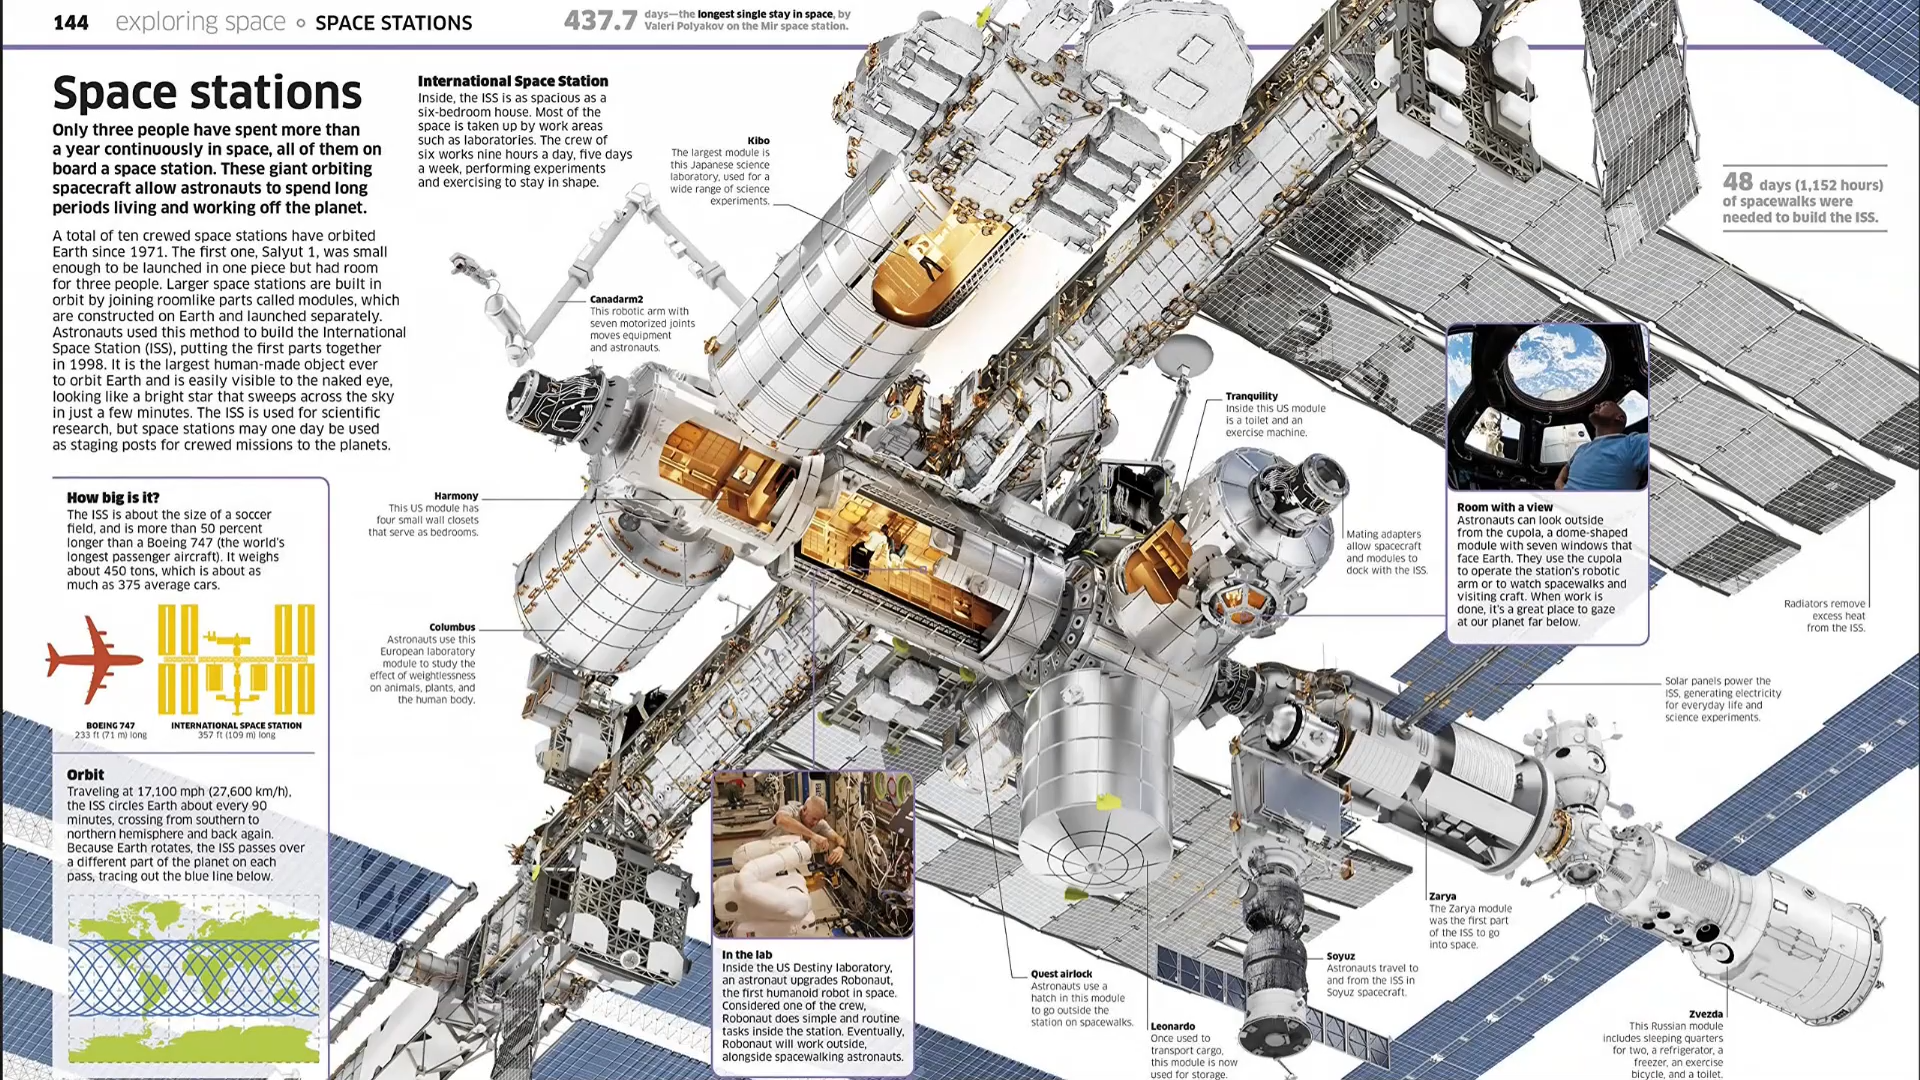 144 exploring space ○ SPACE STATIONS
437.7 days—the longest single stay in space, by
Valeri Polyakov on the Mir space station.
Space stations
Only three people have spent more than
a year continuously in space, all of them on
board a space station. These giant orbiting
spacecraft allow astronauts to spend long
periods living and working off the planet.
A total of ten crewed space stations have orbited
Earth since 1971. The first one, Salyut 1, was small
enough to be launched in one piece but had room
for three people. Larger space stations are built in
orbit by joining roomlike parts called modules, which
are constructed on Earth and launched separately.
Astronauts used this method to build the International
Space Station (ISS), putting the first parts together
in 1998. It is the largest human-made object ever
to orbit Earth and is easily visible to the naked eye,
looking like a bright star that sweeps across the sky
in just a few minutes. The ISS is used for scientific
research, but space stations may one day be used
as staging posts for crewed missions to the planets.
International Space Station
Inside, the ISS is as spacious as a
six-bedroom house. Most of the
space is taken up by work areas
such as laboratories. The crew of
six works nine hours a day, five days
a week, performing experiments
and exercising to stay in shape.
Kibo
The largest module is
this Japanese science
laboratory, used for a
wide range of science
experiments.
48 days (1,152 hours)
of spacewalks were
needed to build the ISS.
Canadarm2
This robotic arm with
seven motorized joints
moves equipment
and astronauts.
Tranquility
Inside this US module
is a toilet and an
exercise machine.
Harmony
This US module has
four small wall closets
that serve as bedrooms.
Mating adapters
allow spacecraft
and modules to
dock with the ISS.
Room with a view
Astronauts can look outside
from the cupola, a dome-shaped
module with seven windows that
face Earth. They use the cupola
to operate the station's robotic
arm or to watch spacewalks and
visiting craft. When work is
done, it's a great place to gaze
at our planet far below.
Radiators remove
excess heat
from the ISS.
Columbus
Astronauts use this
European laboratory
module to study the
effect of weightlessness
on animals, plants, and
the human body.
Solar panels power the
ISS, generating electricity
for everyday life and
science experiments.
How big is it?
The ISS is about the size of a soccer
field, and is more than 50 percent
longer than a Boeing 747 (the world's
longest passenger aircraft). It weighs
about 450 tons, which is about as
much as 375 average cars.
BOEING 747
233 ft (71 m) long
INTERNATIONAL SPACE STATION
357 ft (109 m) long
Orbit
Traveling at 17,100 mph (27,600 km/h),
the ISS circles Earth about every 90
minutes, crossing from southern to
northern hemisphere and back again.
Because Earth rotates, the ISS passes over
a different part of the planet on each
pass, tracing out the blue line below.
In the lab
Inside the US Destiny laboratory,
an astronaut upgrades Robonaut,
the first humanoid robot in space.
Considered one of the crew,
Robonaut does simple and routine
tasks inside the station. Eventually,
Robonaut will work outside,
alongside spacewalking astronauts.
Quest airlock
Astronauts use a
hatch in this module
to go outside the
station on spacewalks.
Leonardo
Once used to
transport cargo,
this module is now
used for storage.
Soyuz
Astronauts travel to
and from the ISS in
Soyuz spacecraft.
Zarya
The Zarya module
was the first part
of the ISS to go
into space.
Zvezda
This Russian module
includes sleeping quarters
for two, a refrigerator, a
freezer, an exercise
bicycle, and a toilet.